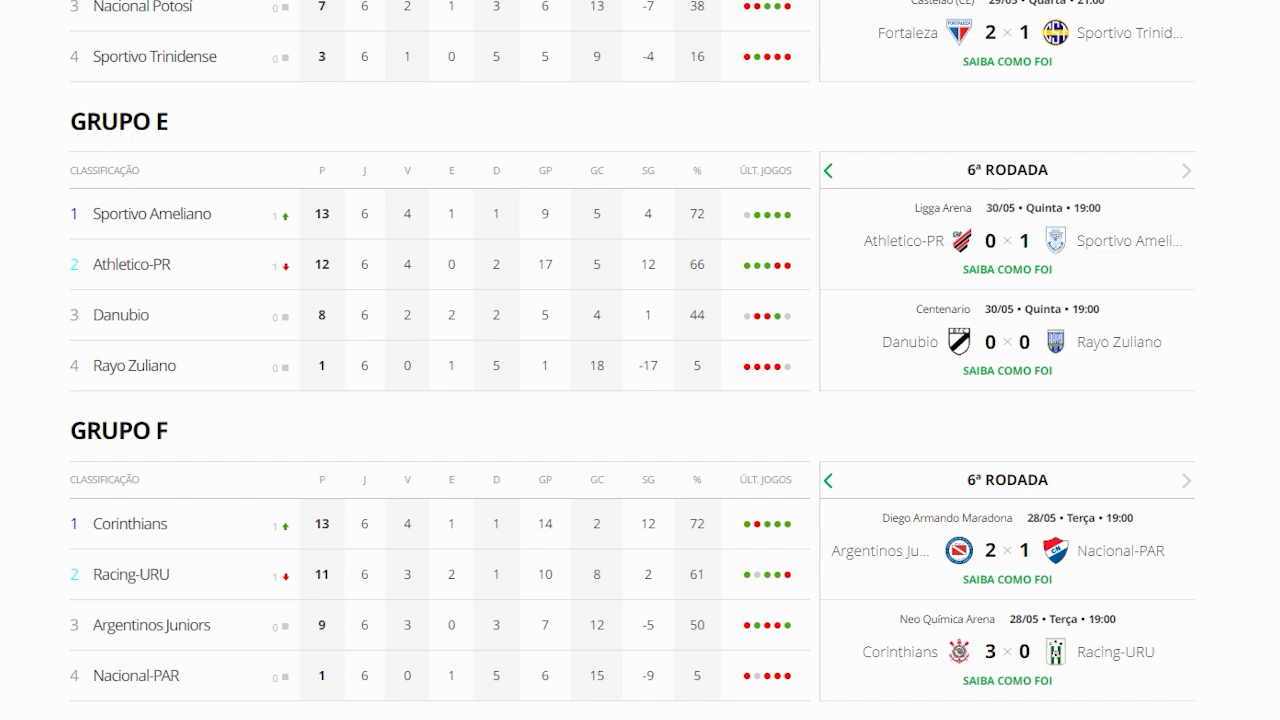 3 Nacional Potosí 0 7 6 2 1 3 6 13 -7 38
Castelão (CE) 29/05 • Quarta • 21:00
Fortaleza 2 × 1 Sportivo Trinid...
4 Sportivo Trinidense 0 3 6 1 0 5 5 9 -4 16
SAIBA COMO FOI
GRUPO E
CLASSIFICAÇÃO P J V E D GP GC SG % ÚLT. JOGOS
6ª RODADA
1 Sportivo Ameliano 1 13 6 4 1 1 9 5 4 72
2 Athletico-PR 1 12 6 4 0 2 17 5 12 66
3 Danubio 0 8 6 2 2 2 5 4 1 44
4 Rayo Zuliano 0 1 6 0 1 5 1 18 -17 5
Ligga Arena 30/05 • Quinta • 19:00
Athletico-PR 0 × 1 Sportivo Ameli...
SAIBA COMO FOI
Centenario 30/05 • Quinta • 19:00
Danubio 0 × 0 Rayo Zuliano
SAIBA COMO FOI
GRUPO F
CLASSIFICAÇÃO P J V E D GP GC SG % ÚLT. JOGOS
6ª RODADA
1 Corinthians 1 13 6 4 1 1 14 2 12 72
2 Racing-URU 1 11 6 3 2 1 10 8 2 61
3 Argentinos Juniors 0 9 6 3 0 3 7 12 -5 50
4 Nacional-PAR 0 1 6 0 1 5 6 15 -9 5
Diego Armando Maradona 28/05 • Terça • 19:00
Argentinos Ju... 2 × 1 Nacional-PAR
SAIBA COMO FOI
Neo Química Arena 28/05 • Terça • 19:00
Corinthians 3 × 0 Racing-URU
SAIBA COMO FOI